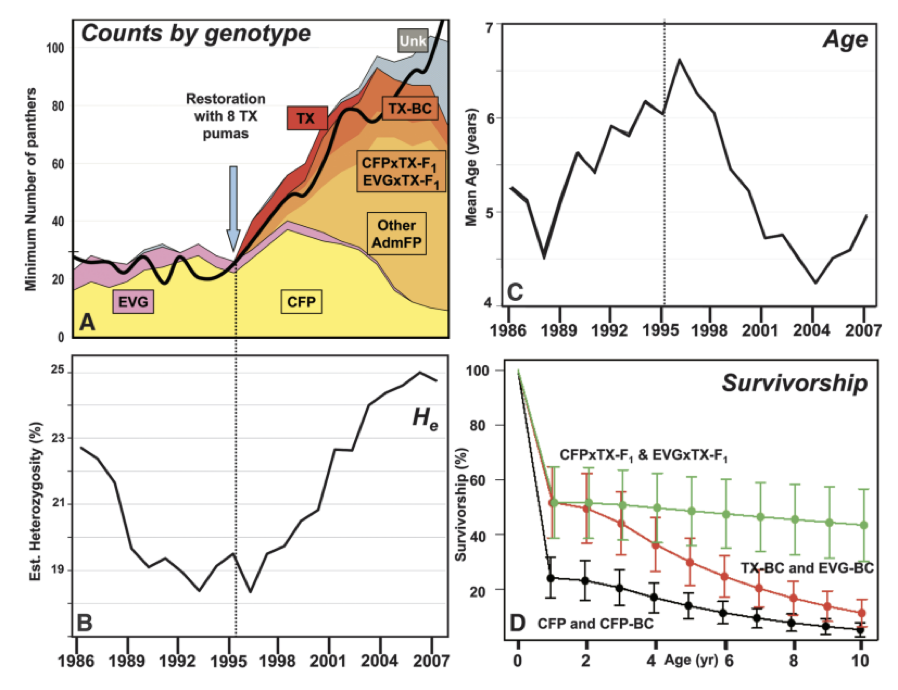 Counts by genotype
Minimum Number of panthers
100
80
60
40
20
0
Unk
Restoration
with 8 TX
pumas
TX
TX-BC
CFPxTX-F₁
EVGxTX-F₁
Other
AdmFP
EVG
CFP
A
Age
Mean Age (years)
7
6
5
4
C
1986 1989 1992 1995 1998 2001 2004 2007
Hₑ
Est. Heterozygosity (%)
25
23
21
19
B
1986 1989 1992 1995 1998 2001 2004 2007
Survivorship
Survivorship (%)
100
80
60
40
20
CFPxTX-F₁ & EVGxTX-F₁
TX-BC and EVG-BC
CFP and CFP-BC
D
0 2 4 Age (yr) 6 8 10